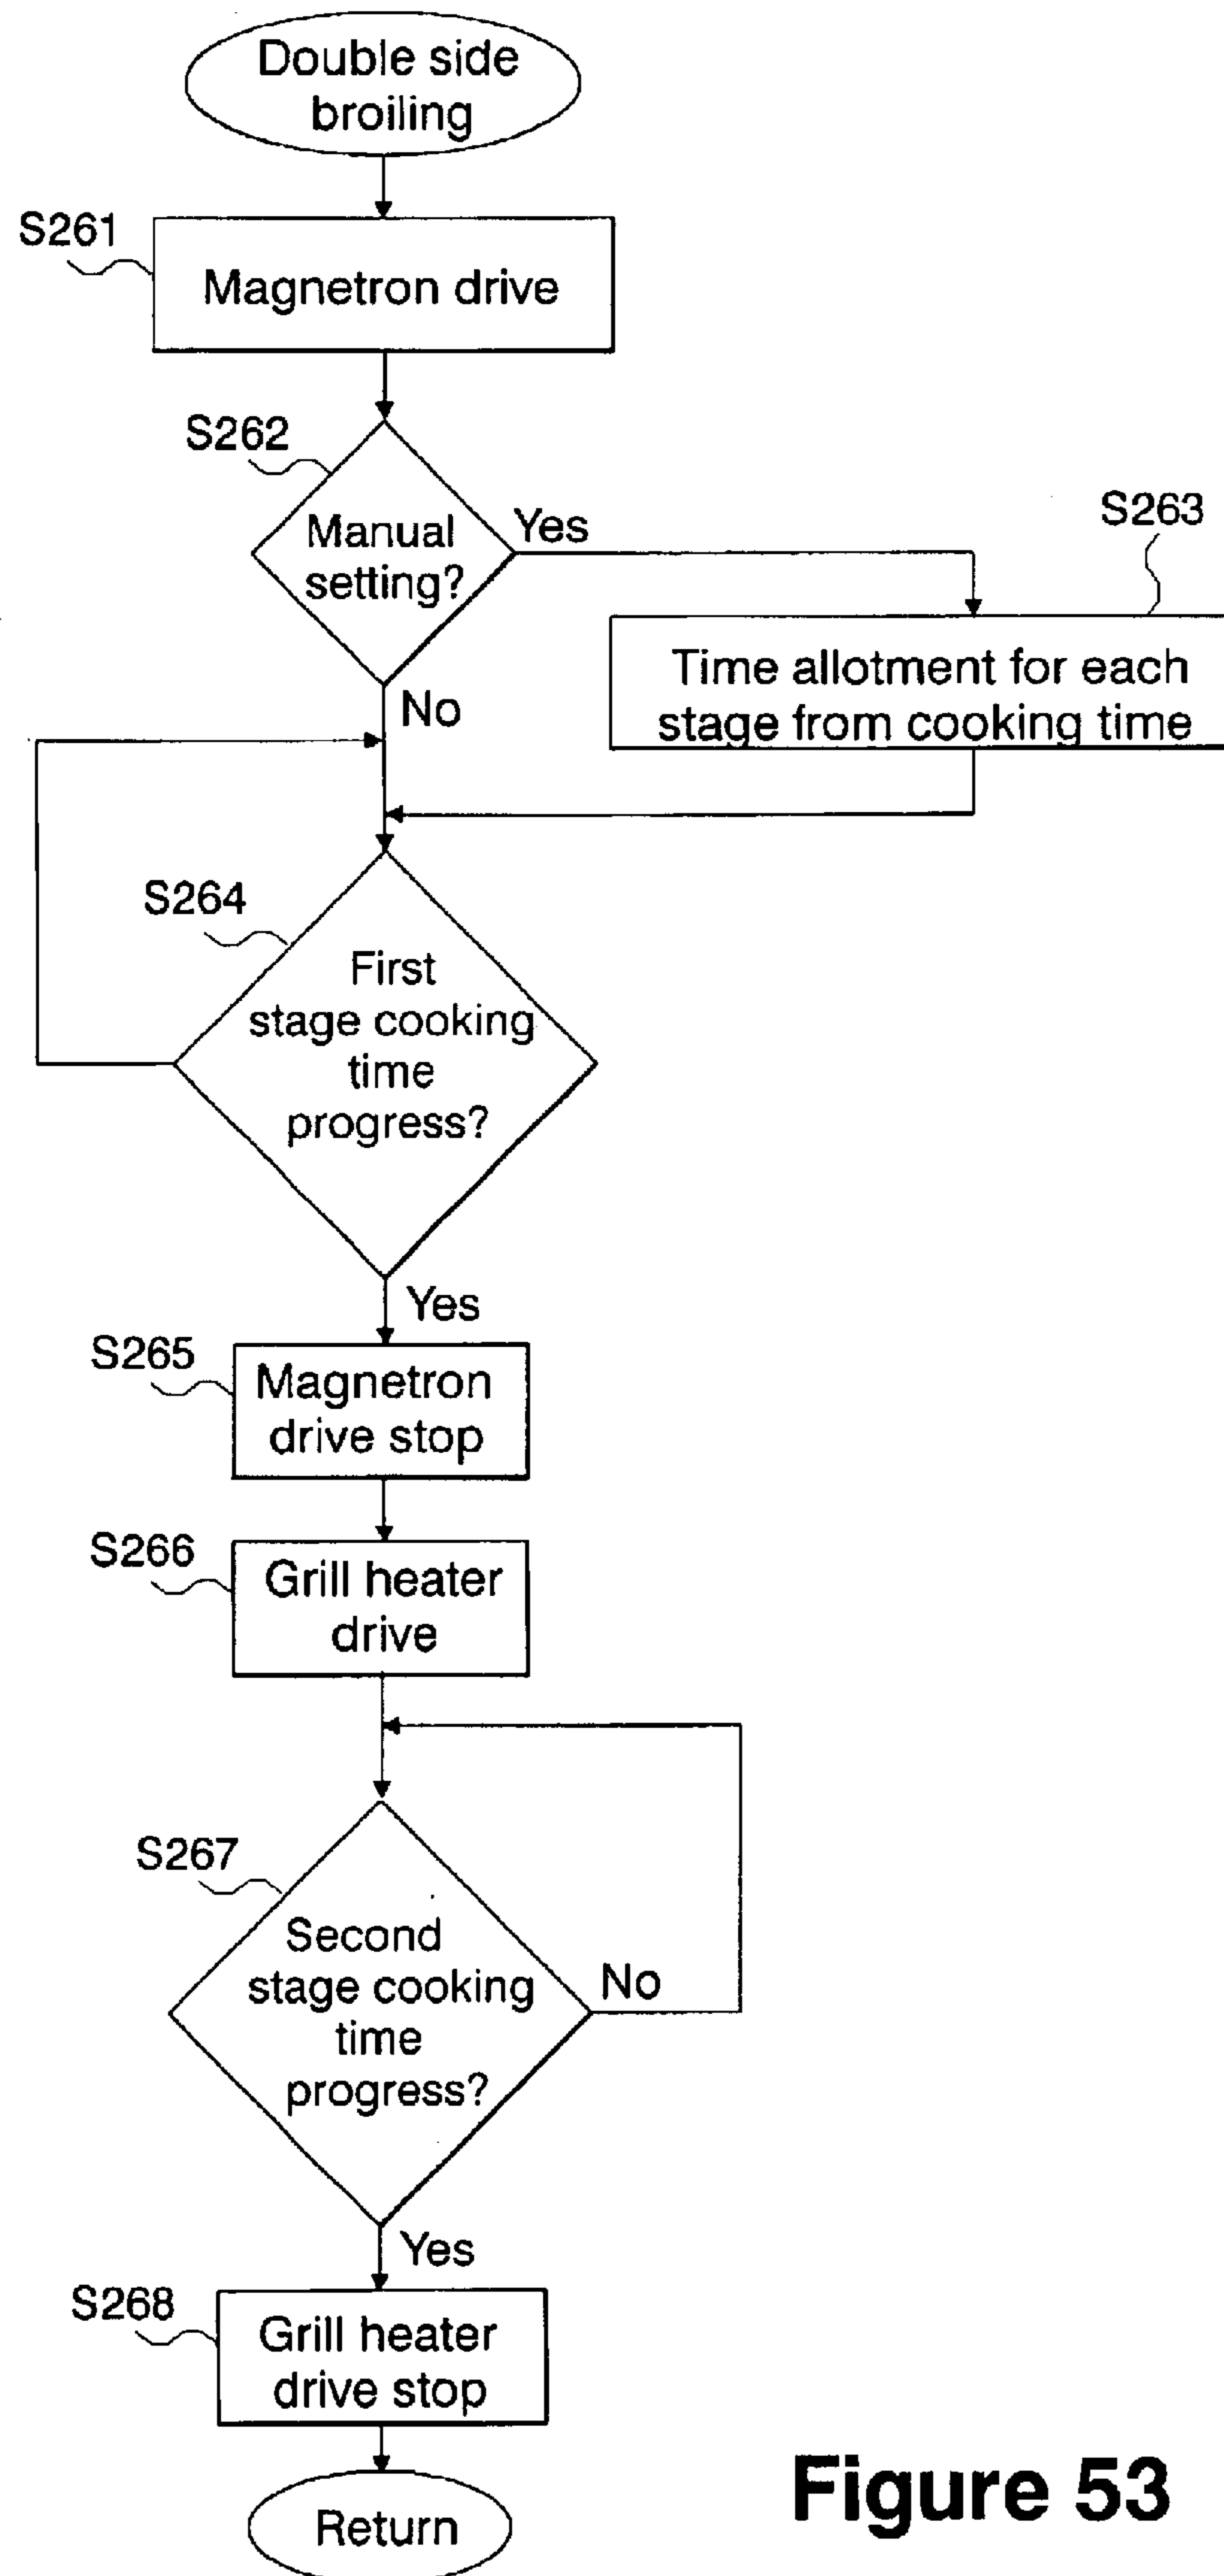 Double side
broiling
S261
Magnetron drive
S262
Manual
setting?
Yes
No
S263
Time allotment for each
stage from cooking time
S264
First
stage cooking
time
progress?
Yes
S265
Magnetron
drive stop
S266
Grill heater
drive
S267
Second
stage cooking
time
progress?
No
Yes
S268
Grill heater
drive stop
Return
Figure 53